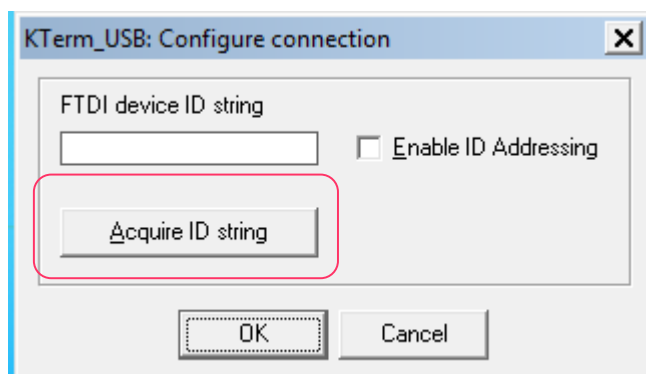 KTerm_USB: Configure connection
FTDI device ID string
Enable ID Addressing
Acquire ID string
OK Cancel